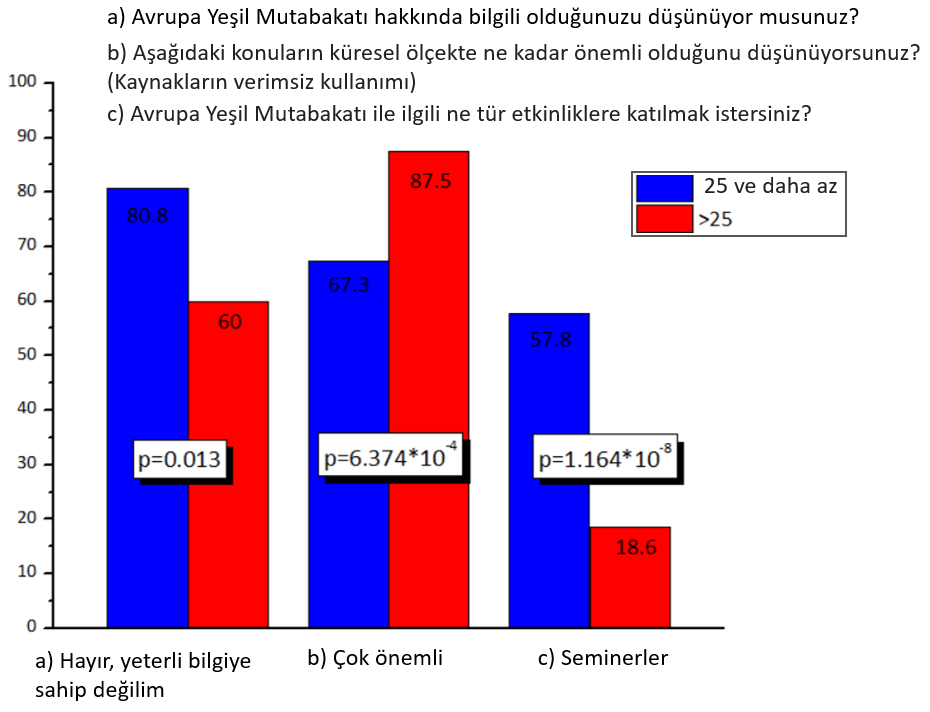 a) Avrupa Yeşil Mutabakatı hakkında bilgili olduğunuzu düşünüyor musunuz?
b) Aşağıdaki konuların küresel ölçekte ne kadar önemli olduğunu düşünüyorsunuz?
(Kaynakların verimsiz kullanımı)
c) Avrupa Yeşil Mutabakatı ile ilgili ne tür etkinliklere katılmak istersiniz?
100
90
80
70
60
50
40
30
20
10
0
25 ve daha az
>25
80.8
60
67.3
87.5
57.8
18.6
p=0.013
p=6.374*10⁻⁴
p=1.164*10⁻⁸
a) Hayır, yeterli bilgiye
sahip değilim
b) Çok önemli
c) Seminerler